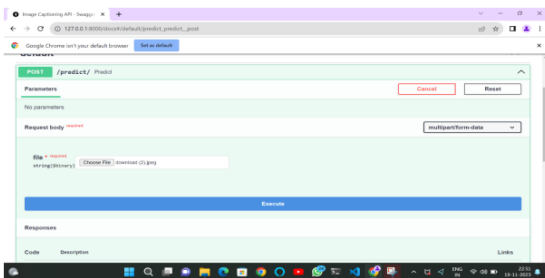 Image Captioning API - Swagger
127.0.0.1:8000/docs#/default/predict_predict__post
Google Chrome isn't your default browser Set as default
default
POST /predict/ Predict
Parameters Cancel Reset
No parameters
Request body required multipart/form-data
file * required
string($binary) Choose File download (2).jpeg
Execute
Responses
Code Description Links
ENG
IN
22:51
19-11-2023